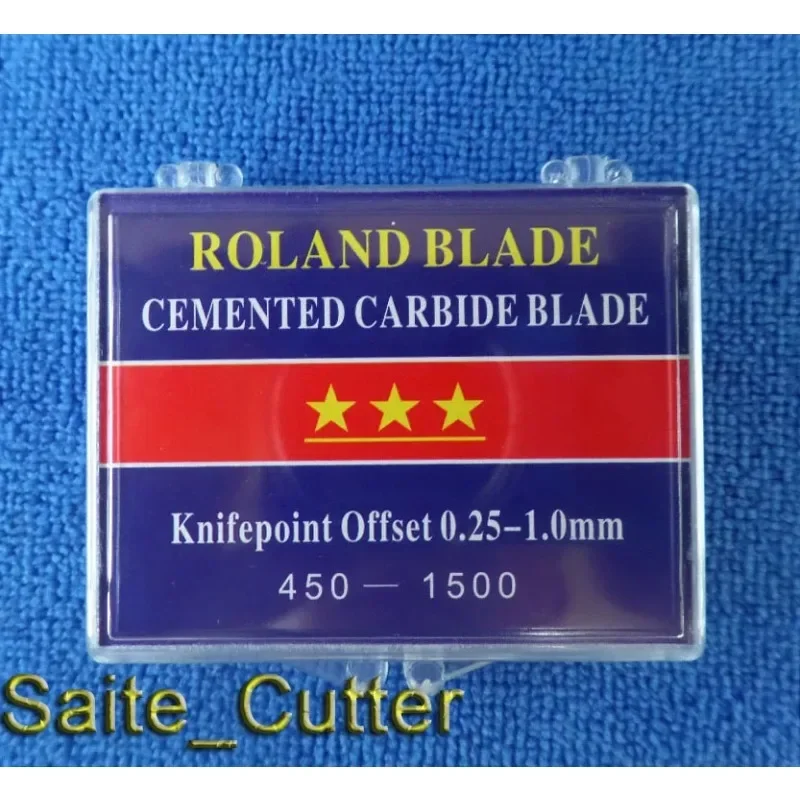 ROLAND BLADE
CEMENTED CARBIDE BLADE
★★★
Knifepoint Offset 0.25-1.0mm
450 — 1500
Saite_Cutter